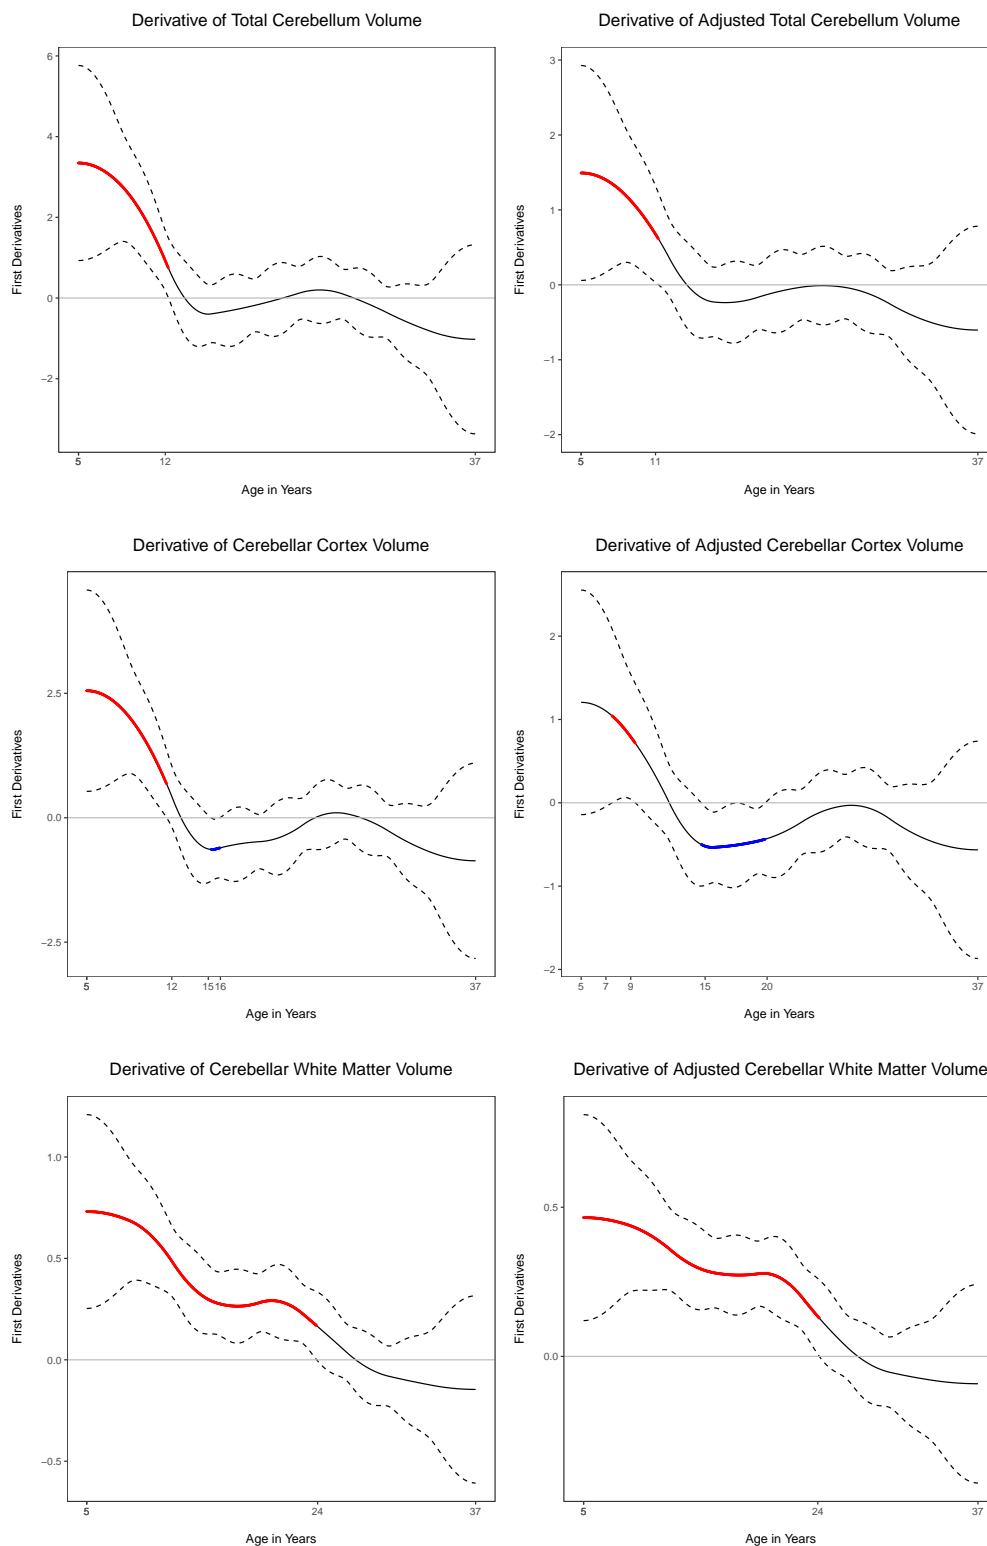 Derivative of Total Cerebellum Volume
6
4
2
0
−2
First Derivatives
5 12 37
Age in Years
Derivative of Adjusted Total Cerebellum Volume
3
2
1
0
−1
−2
First Derivatives
5 11 37
Age in Years
Derivative of Cerebellar Cortex Volume
2.5
0.0
−2.5
First Derivatives
5 12 15 16 37
Age in Years
Derivative of Adjusted Cerebellar Cortex Volume
2
1
0
−1
−2
First Derivatives
5 7 9 15 20 37
Age in Years
Derivative of Cerebellar White Matter Volume
1.0
0.5
0.0
−0.5
First Derivatives
5 24 37
Age in Years
Derivative of Adjusted Cerebellar White Matter Volume
0.5
0.0
First Derivatives
5 24 37
Age in Years